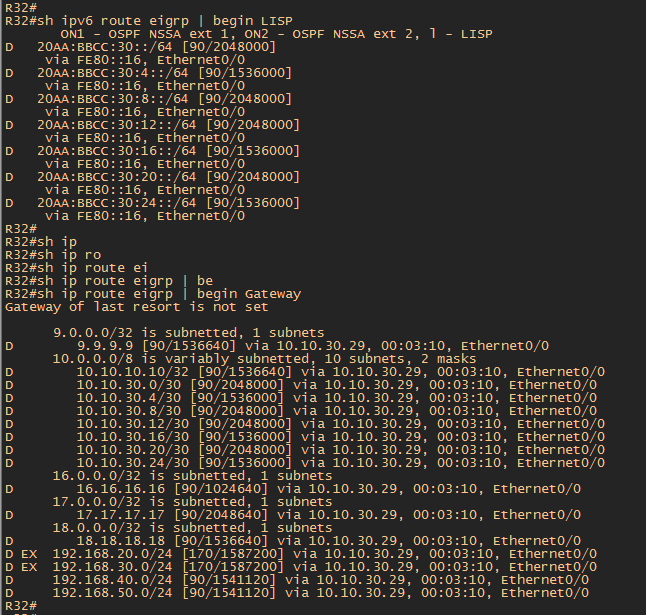 R32#
R32#sh ipv6 route eigrp | begin LISP
       ON1 - OSPF NSSA ext 1, ON2 - OSPF NSSA ext 2, l - LISP
D   20AA:BBCC:30::/64 [90/2048000]
     via FE80::16, Ethernet0/0
D   20AA:BBCC:30:4::/64 [90/1536000]
     via FE80::16, Ethernet0/0
D   20AA:BBCC:30:8::/64 [90/2048000]
     via FE80::16, Ethernet0/0
D   20AA:BBCC:30:12::/64 [90/2048000]
     via FE80::16, Ethernet0/0
D   20AA:BBCC:30:16::/64 [90/1536000]
     via FE80::16, Ethernet0/0
D   20AA:BBCC:30:20::/64 [90/2048000]
     via FE80::16, Ethernet0/0
D   20AA:BBCC:30:24::/64 [90/1536000]
     via FE80::16, Ethernet0/0
R32#
R32#sh ip
R32#sh ip ro
R32#sh ip route ei
R32#sh ip route eigrp | be
R32#sh ip route eigrp | begin Gateway
Gateway of last resort is not set

      9.0.0.0/32 is subnetted, 1 subnets
D        9.9.9.9 [90/1536640] via 10.10.30.29, 00:03:10, Ethernet0/0
      10.0.0.0/8 is variably subnetted, 10 subnets, 2 masks
D        10.10.10.10/32 [90/1536640] via 10.10.30.29, 00:03:10, Ethernet0/0
D        10.10.30.0/30 [90/2048000] via 10.10.30.29, 00:03:10, Ethernet0/0
D        10.10.30.4/30 [90/1536000] via 10.10.30.29, 00:03:10, Ethernet0/0
D        10.10.30.8/30 [90/2048000] via 10.10.30.29, 00:03:10, Ethernet0/0
D        10.10.30.12/30 [90/2048000] via 10.10.30.29, 00:03:10, Ethernet0/0
D        10.10.30.16/30 [90/1536000] via 10.10.30.29, 00:03:10, Ethernet0/0
D        10.10.30.20/30 [90/2048000] via 10.10.30.29, 00:03:10, Ethernet0/0
D        10.10.30.24/30 [90/1536000] via 10.10.30.29, 00:03:10, Ethernet0/0
      16.0.0.0/32 is subnetted, 1 subnets
D        16.16.16.16 [90/1024640] via 10.10.30.29, 00:03:10, Ethernet0/0
      17.0.0.0/32 is subnetted, 1 subnets
D        17.17.17.17 [90/2048640] via 10.10.30.29, 00:03:10, Ethernet0/0
      18.0.0.0/32 is subnetted, 1 subnets
D        18.18.18.18 [90/1536640] via 10.10.30.29, 00:03:10, Ethernet0/0
D EX  192.168.20.0/24 [170/1587200] via 10.10.30.29, 00:03:10, Ethernet0/0
D EX  192.168.30.0/24 [170/1587200] via 10.10.30.29, 00:03:10, Ethernet0/0
D     192.168.40.0/24 [90/1541120] via 10.10.30.29, 00:03:10, Ethernet0/0
D     192.168.50.0/24 [90/1541120] via 10.10.30.29, 00:03:10, Ethernet0/0
R32#